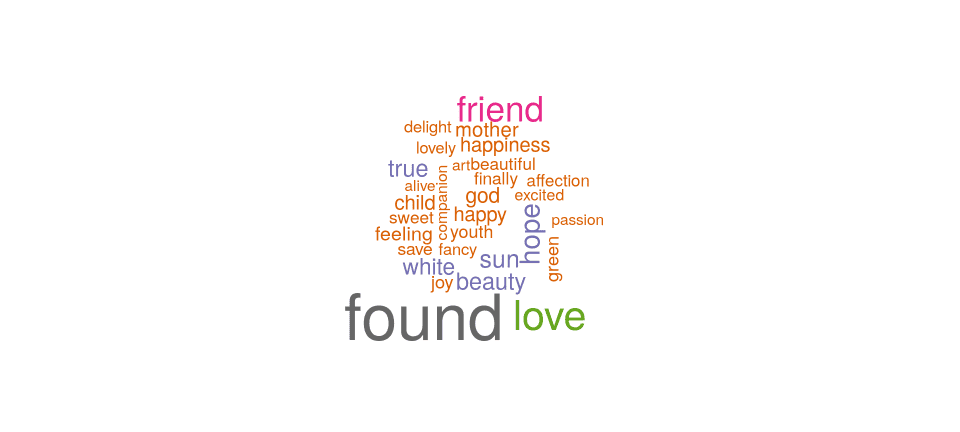 friend
delight mother
lovely happiness
true art beautiful
finally affection
alive companion god excited
child
sweet happy hope passion
feeling youth
save fancy sun green
white
joy beauty
found love